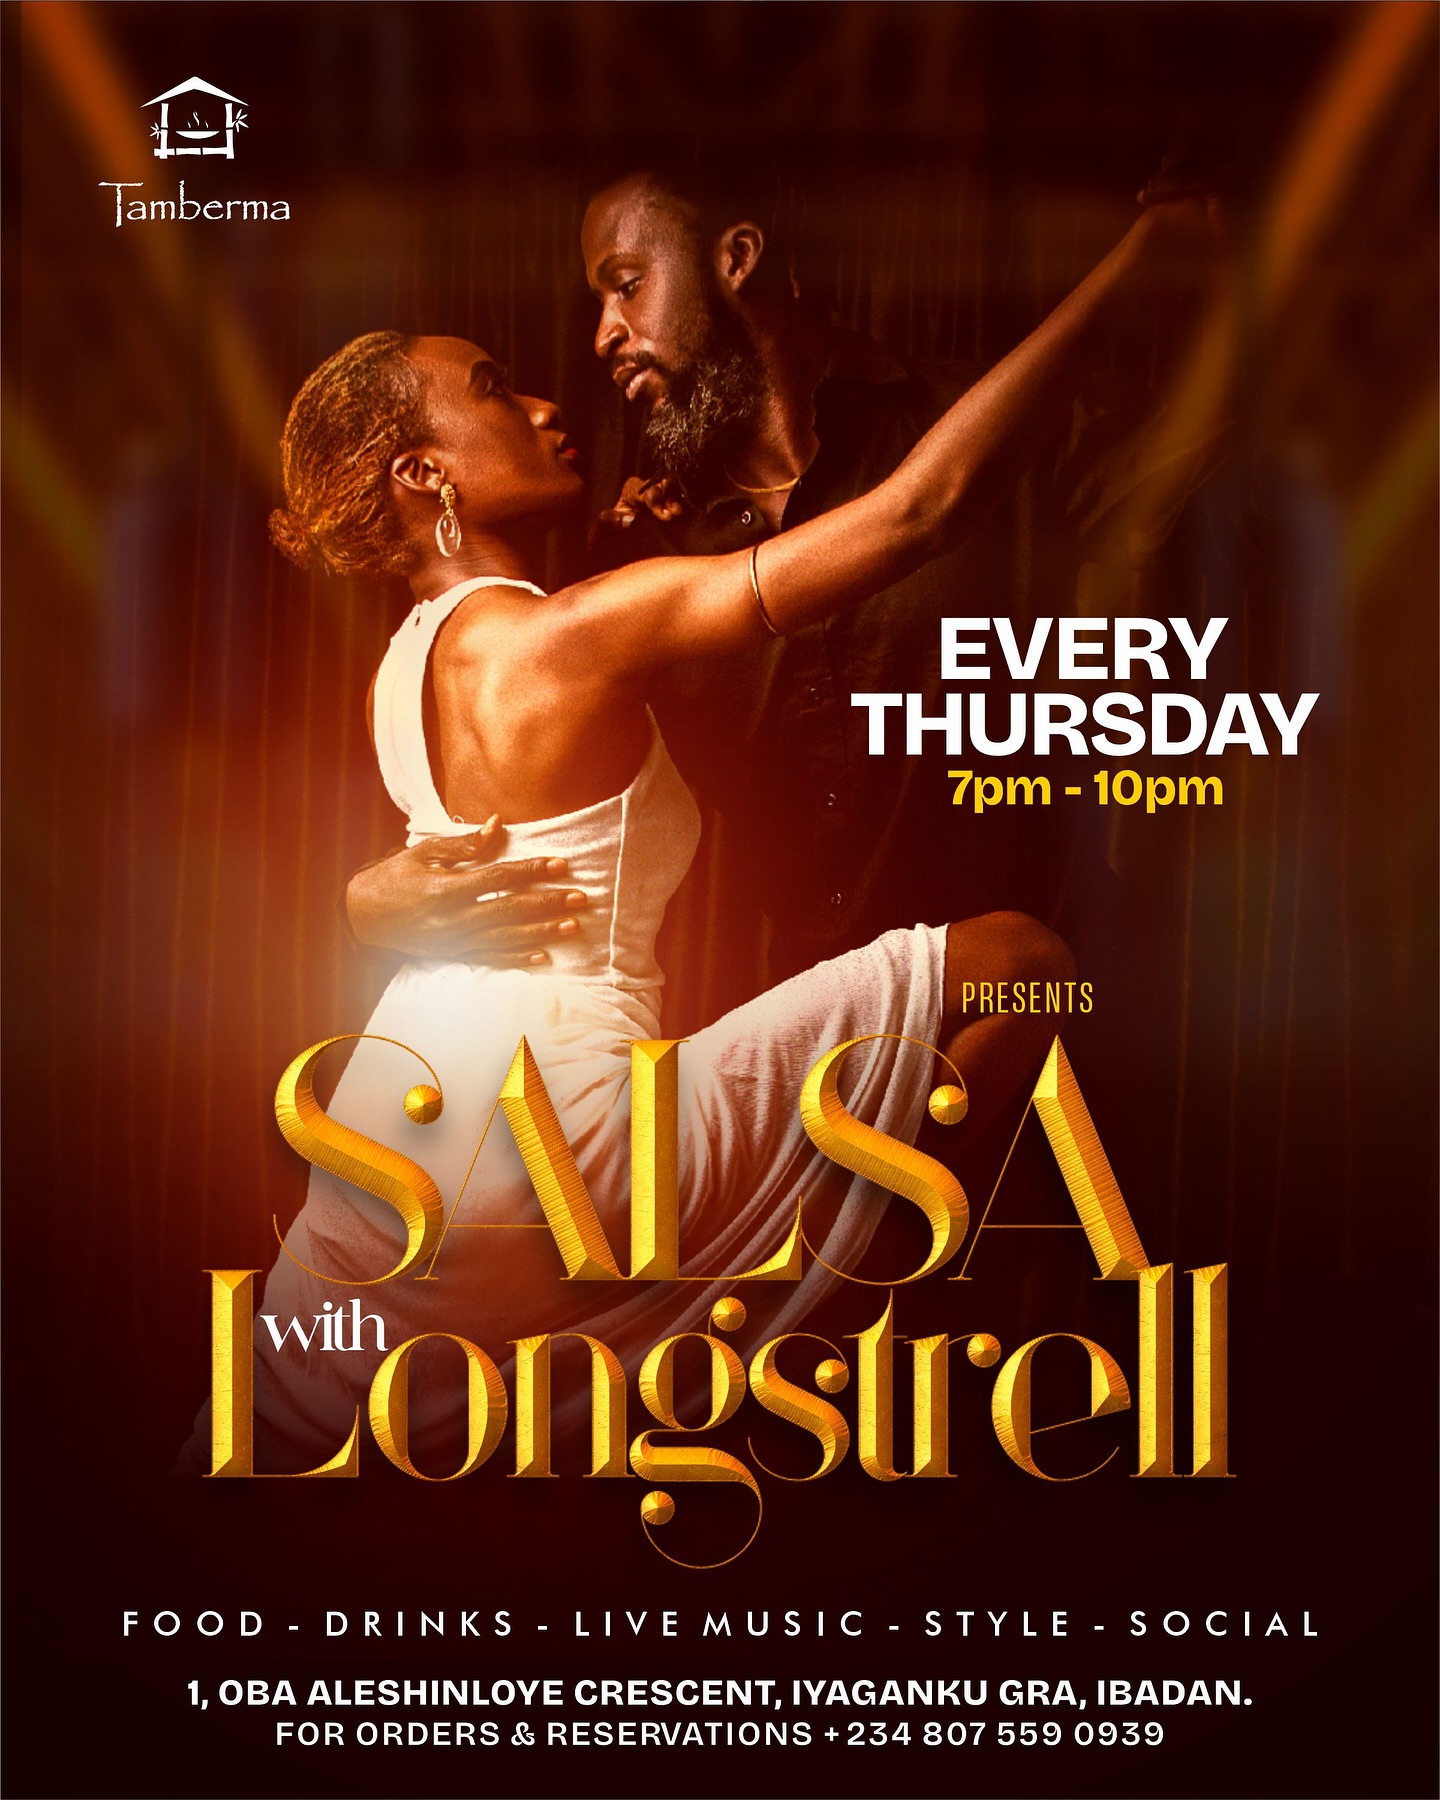 Tamberma
EVERY
THURSDAY
7pm - 10pm
PRESENTS
SALSA
with
Longstrell
FOOD - DRINKS - LIVE MUSIC - STYLE - SOCIAL
1, OBA ALESHINLOYE CRESCENT, IYAGANKU GRA, IBADAN.
FOR ORDERS & RESERVATIONS +234 807 559 0939